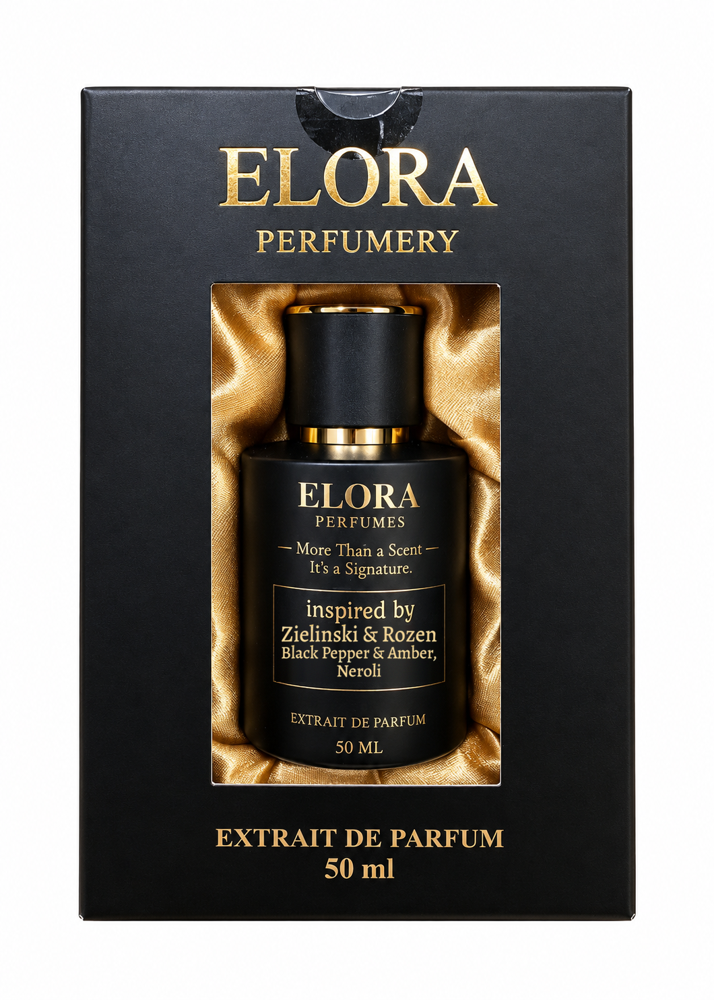 ELORA
PERFUMERY
ELORA
PERFUMES
— More Than a Scent —
It's a Signature.
inspired by
Zielinski & Rozen
Black Pepper & Amber,
Neroli
EXTRAIT DE PARFUM
50 ML
EXTRAIT DE PARFUM
50 ml